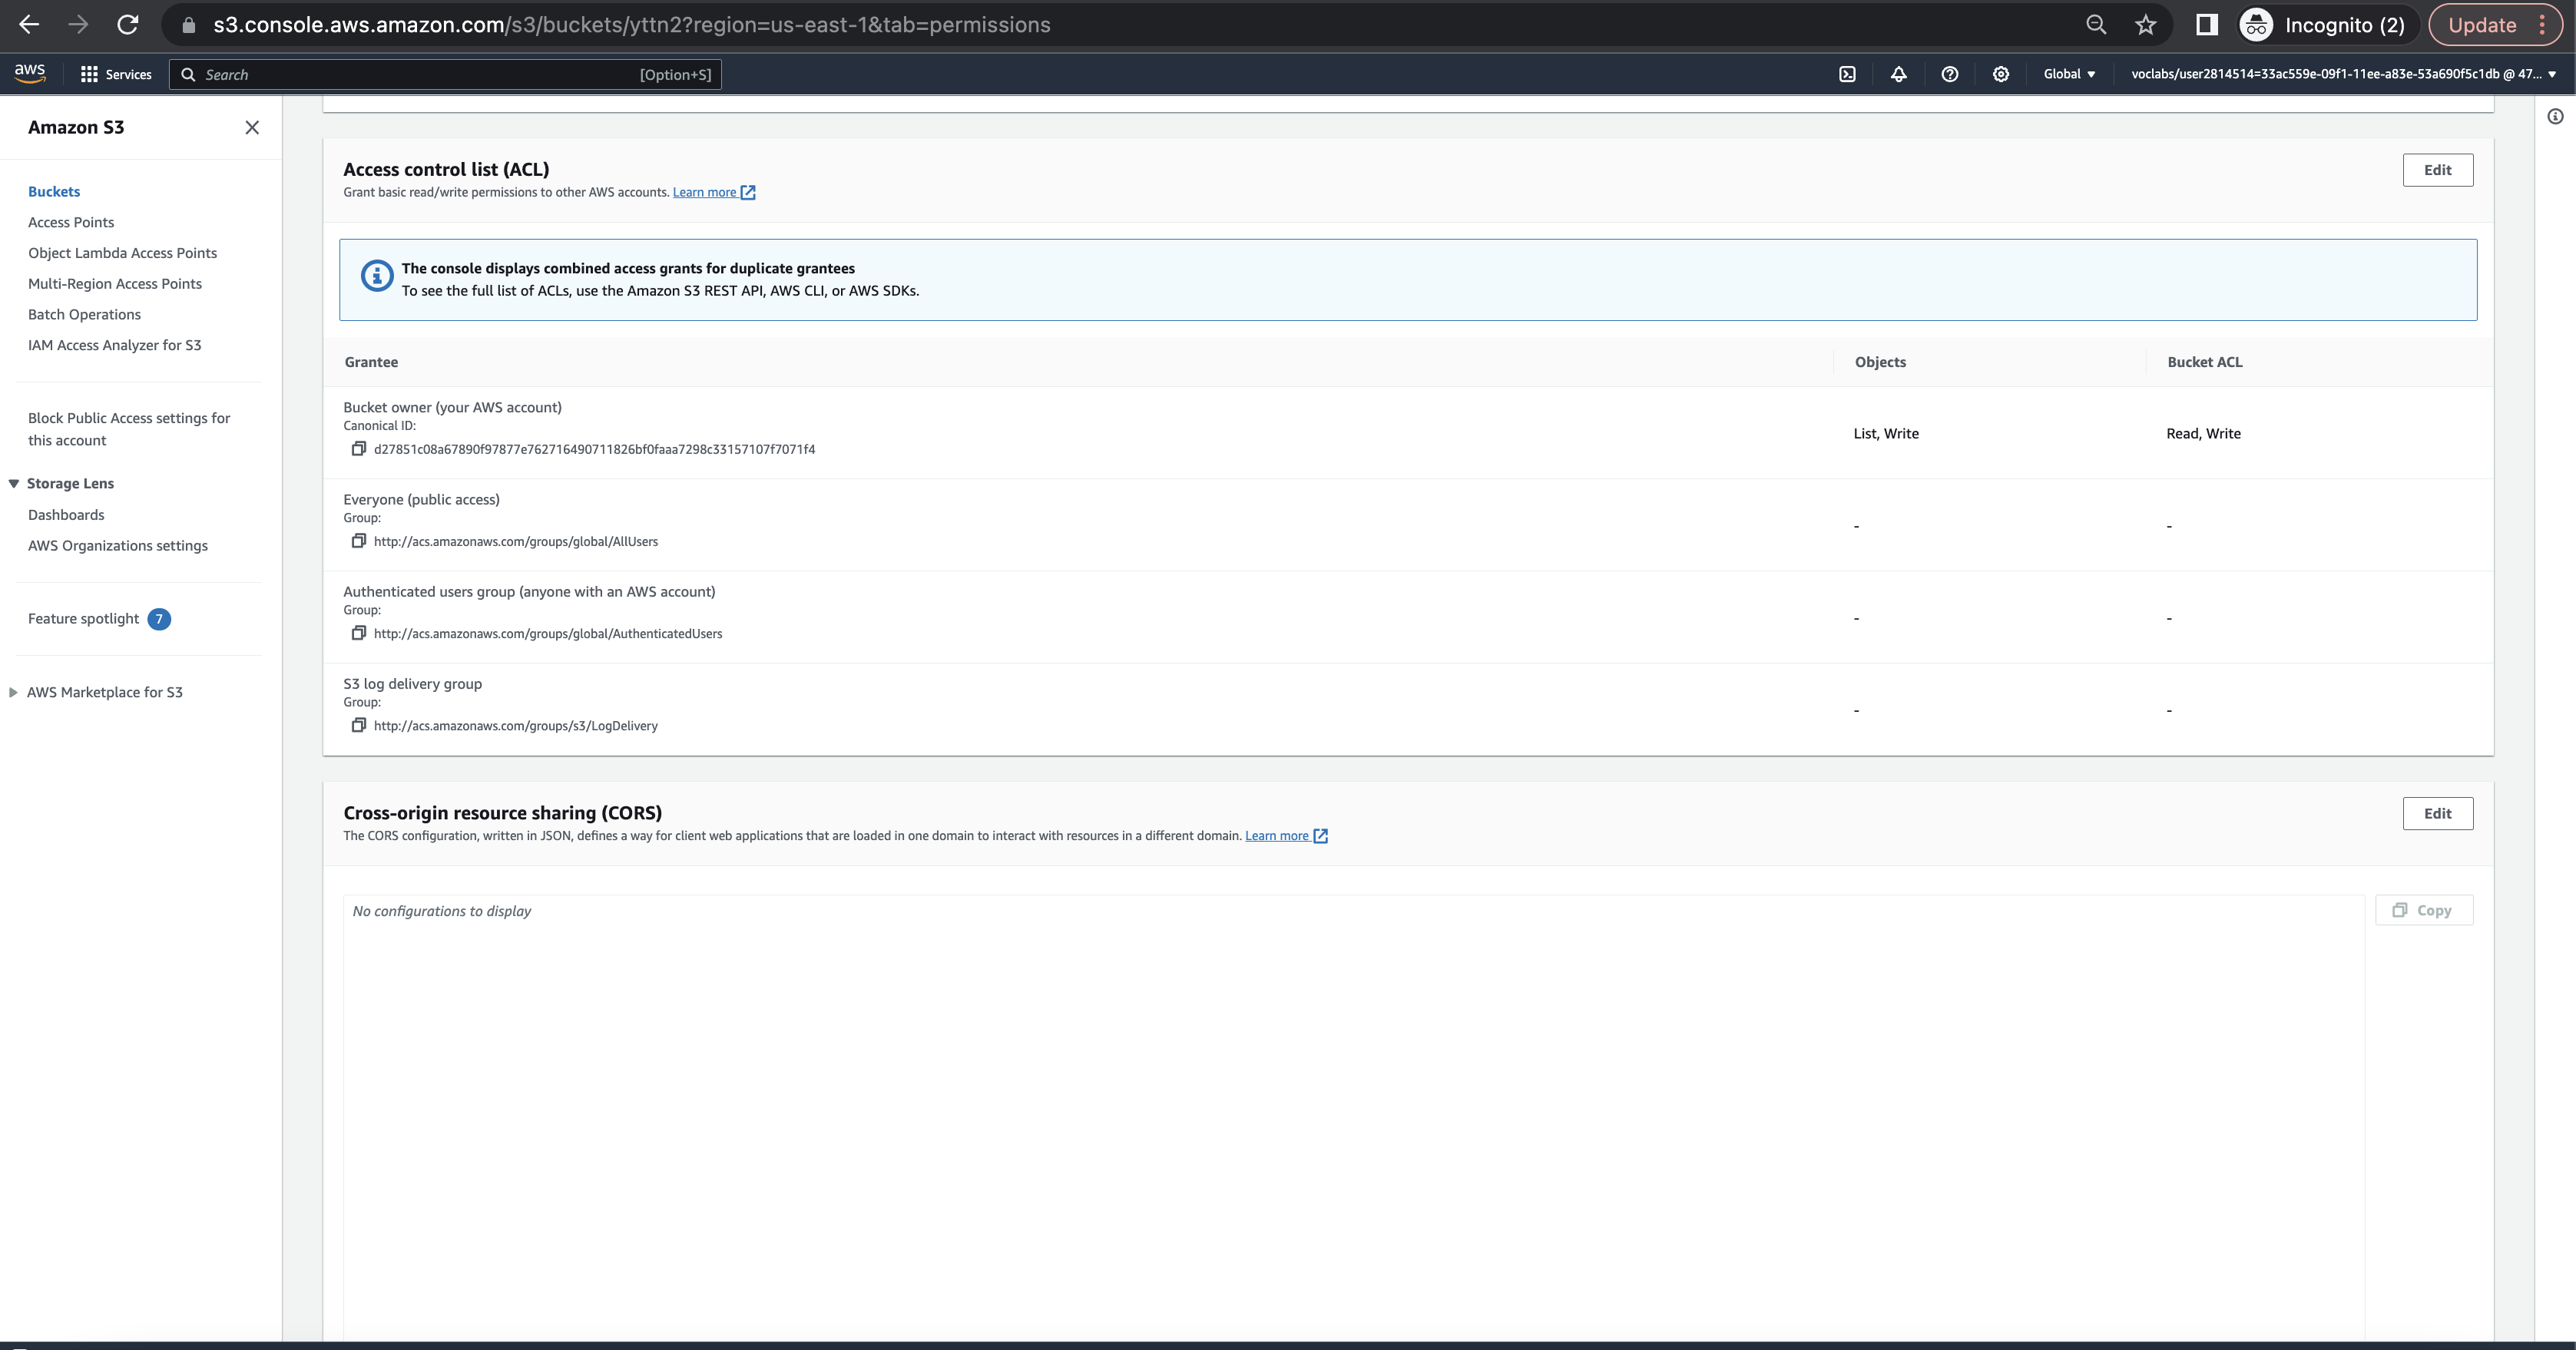 s3.console.aws.amazon.com/s3/buckets/yttn2?region=us-east-1&tab=permissions
Incognito (2)
Update
aws
Services
Search
[Option+S]
Global
voclabs/user2814514=33ac559e-09f1-11ee-a83e-53a690f5c1db @ 47...
Amazon S3
Buckets
Access Points
Object Lambda Access Points
Multi-Region Access Points
Batch Operations
IAM Access Analyzer for S3
Block Public Access settings for
this account
Storage Lens
Dashboards
AWS Organizations settings
Feature spotlight 7
AWS Marketplace for S3
Access control list (ACL)
Edit
Grant basic read/write permissions to other AWS accounts. Learn more
The console displays combined access grants for duplicate grantees
To see the full list of ACLs, use the Amazon S3 REST API, AWS CLI, or AWS SDKs.
Grantee Objects Bucket ACL
Bucket owner (your AWS account)
Canonical ID:
d27851c08a67890f97877e762716490711826bf0faaa7298c33157107f7071f4
List, Write Read, Write
Everyone (public access)
Group:
http://acs.amazonaws.com/groups/global/AllUsers
- -
Authenticated users group (anyone with an AWS account)
Group:
http://acs.amazonaws.com/groups/global/AuthenticatedUsers
- -
S3 log delivery group
Group:
http://acs.amazonaws.com/groups/s3/LogDelivery
- -
Cross-origin resource sharing (CORS)
Edit
The CORS configuration, written in JSON, defines a way for client web applications that are loaded in one domain to interact with resources in a different domain. Learn more
No configurations to display
Copy